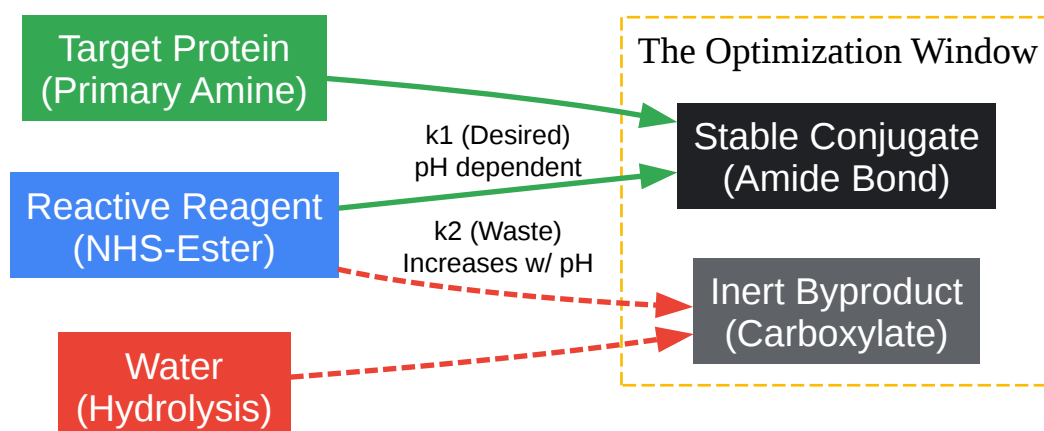 Target Protein
(Primary Amine)
The Optimization Window
k1 (Desired)
pH dependent
Stable Conjugate
(Amide Bond)
Reactive Reagent
(NHS-Ester)
k2 (Waste)
Increases w/ pH
Inert Byproduct
(Carboxylate)
Water
(Hydrolysis)